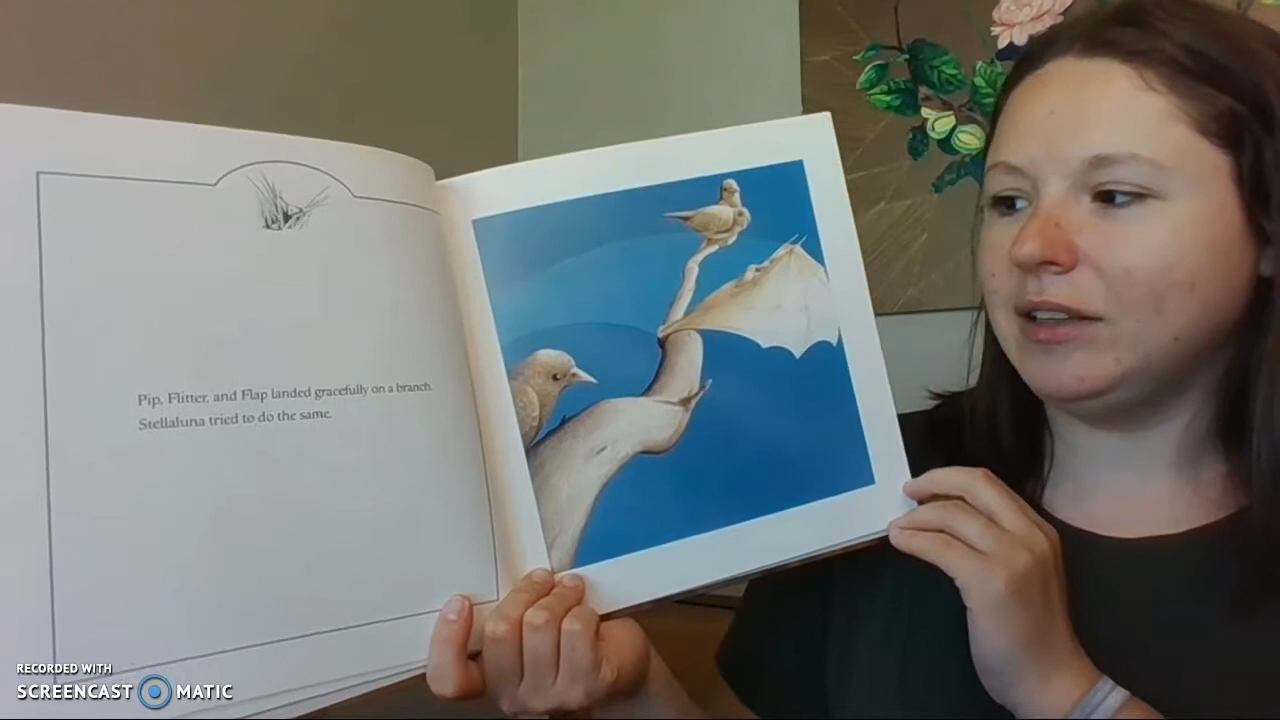 Pip, Flitter, and Flap landed gracefully on a branch.
Stellaluna tried to do the same.
RECORDED WITH
SCREENCAST MATIC